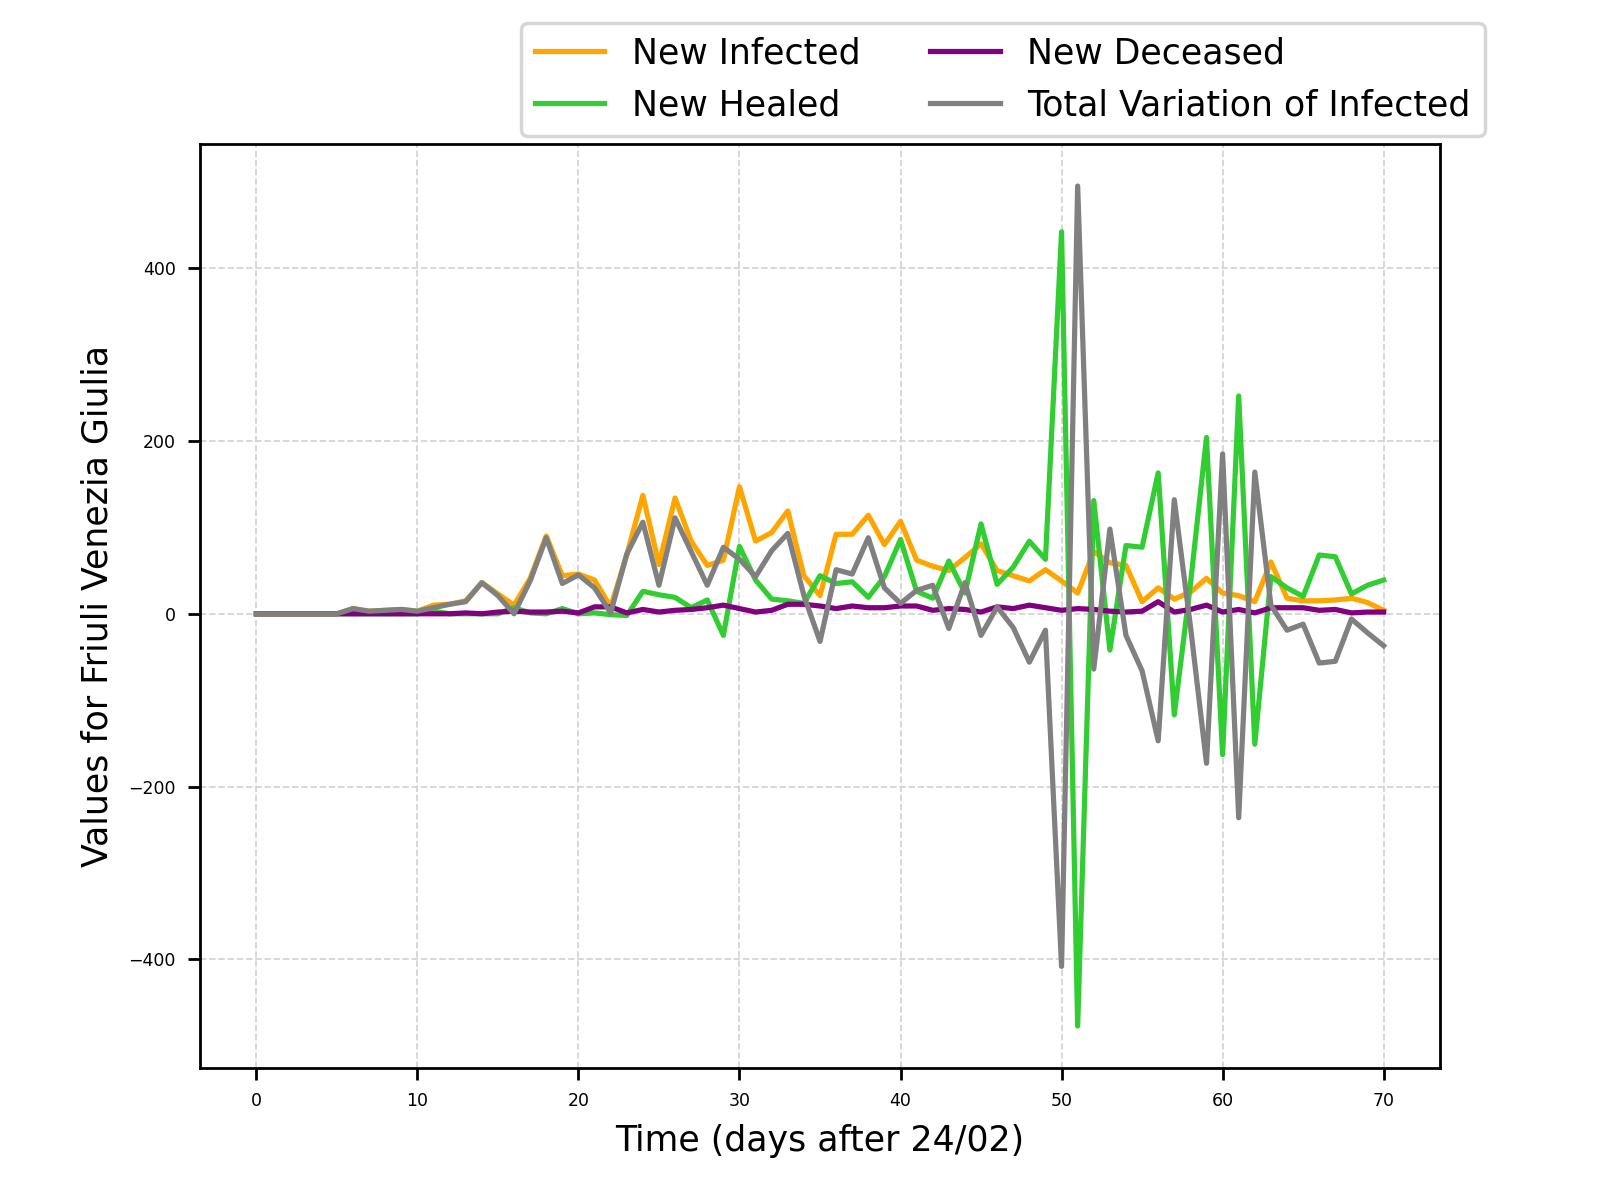 New Infected
New Healed
New Deceased
Total Variation of Infected
Values for Friuli Venezia Giulia
400
200
0
−200
−400
0 10 20 30 40 50 60 70
Time (days after 24/02)